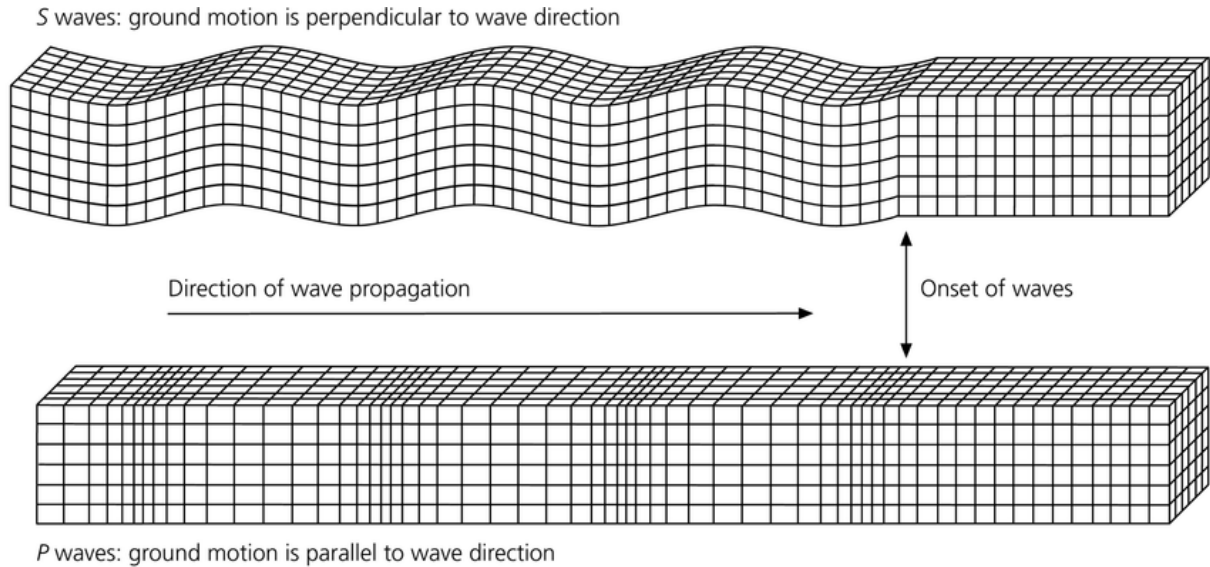 S waves: ground motion is perpendicular to wave direction
Direction of wave propagation
Onset of waves
P waves: ground motion is parallel to wave direction